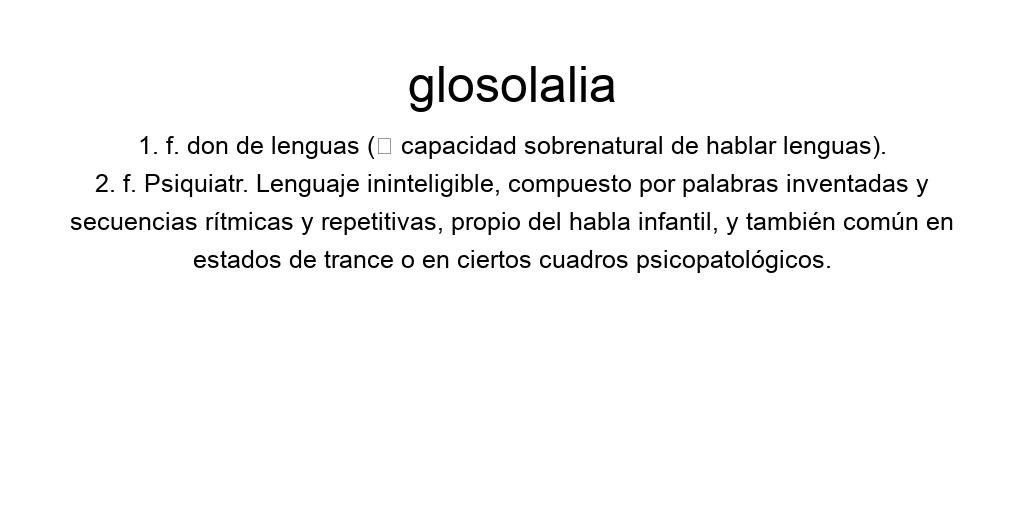 glosolalia
1. f. don de lenguas (□ capacidad sobrenatural de hablar lenguas).
2. f. Psiquiatr. Lenguaje ininteligible, compuesto por palabras inventadas y
secuencias rítmicas y repetitivas, propio del habla infantil, y también común en
estados de trance o en ciertos cuadros psicopatológicos.